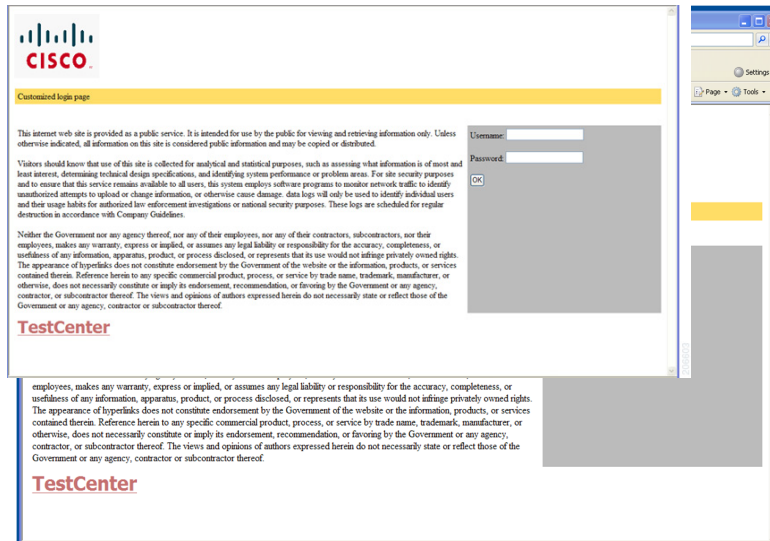 CISCO
Settings
Page
Tools
Customized login page
This internet web site is provided as a public service. It is intended for use by the public for viewing and retrieving information only. Unless
otherwise indicated, all information on this site is considered public information and may be copied or distributed.
Visitors should know that use of this site is collected for analytical and statistical purposes, such as assessing what information is of most and
least interest, determining technical design specifications, and identifying system performance or problem areas. For site security purposes
and to ensure that this service remains available to all users, this system employs software programs to monitor network traffic to identify
unauthorized attempts to upload or change information, or otherwise cause damage. data logs will only be used to identify individual users
and their usage habits for authorized law enforcement investigations or national security purposes. These logs are scheduled for regular
destruction in accordance with Company Guidelines.
Neither the Government nor any agency thereof, nor any of their employees, nor any of their contractors, subcontractors, nor their
employees, makes any warranty, express or implied, or assumes any legal liability or responsibility for the accuracy, completeness, or
usefulness of any information, apparatus, product, or process disclosed, or represents that its use would not infringe privately owned rights.
The appearance of hyperlinks does not constitute endorsement by the Government of the website or the information, products, or services
contained therein. Reference herein to any specific commercial product, process, or service by trade name, trademark, manufacturer, or
otherwise, does not necessarily constitute or imply its endorsement, recommendation, or favoring by the Government or any agency,
contractor, or subcontractor thereof. The views and opinions of authors expressed herein do not necessarily state or reflect those of the
Government or any agency, contractor or subcontractor thereof.
Username:
Password:
OK
TestCenter
employees, makes any warranty, express or implied, or assumes any legal liability or responsibility for the accuracy, completeness, or
usefulness of any information, apparatus, product, or process disclosed, or represents that its use would not infringe privately owned rights.
The appearance of hyperlinks does not constitute endorsement by the Government of the website or the information, products, or services
contained therein. Reference herein to any specific commercial product, process, or service by trade name, trademark, manufacturer, or
otherwise, does not necessarily constitute or imply its endorsement, recommendation, or favoring by the Government or any agency,
contractor, or subcontractor thereof. The views and opinions of authors expressed herein do not necessarily state or reflect those of the
Government or any agency, contractor or subcontractor thereof.
TestCenter